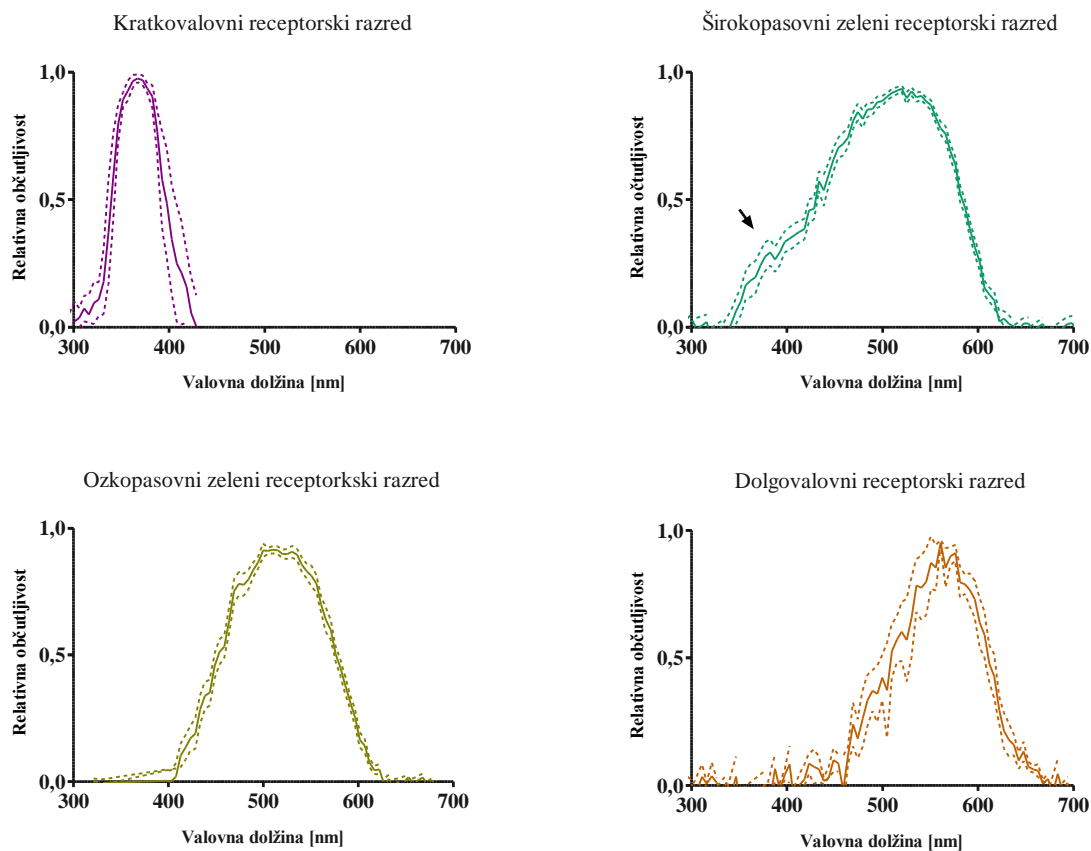 Kratkovalovni receptorski razred
Relativna občutljivost
1,0
0,5
0,0
300 400 500 600 700
Valovna dolžina [nm]
Širokopasovni zeleni receptorski razred
Relativna očtutljivost
1,0
0,5
0,0
300 400 500 600 700
Valovna dolžina [nm]
Ozkopasovni zeleni receptorkski razred
Relativna občutljivost
1,0
0,5
0,0
300 400 500 600 700
Valovna dolžina [nm]
Dolgovalovni receptorski razred
Relativna občutljivost
1,0
0,5
0,0
300 400 500 600 700
Valovna dolžina [nm]